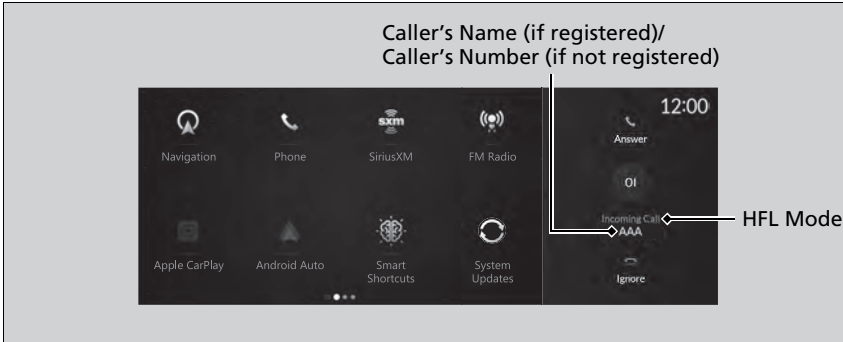 Caller's Name (if registered)/
Caller's Number (if not registered)
12:00
sxm
Answer
Navigation
Phone
SiriusXM
FM Radio
OI
Incoming Call
HFL Mode
AAA
Apple CarPlay
Android Auto
Smart
Shortcuts
System
Updates
Ignore